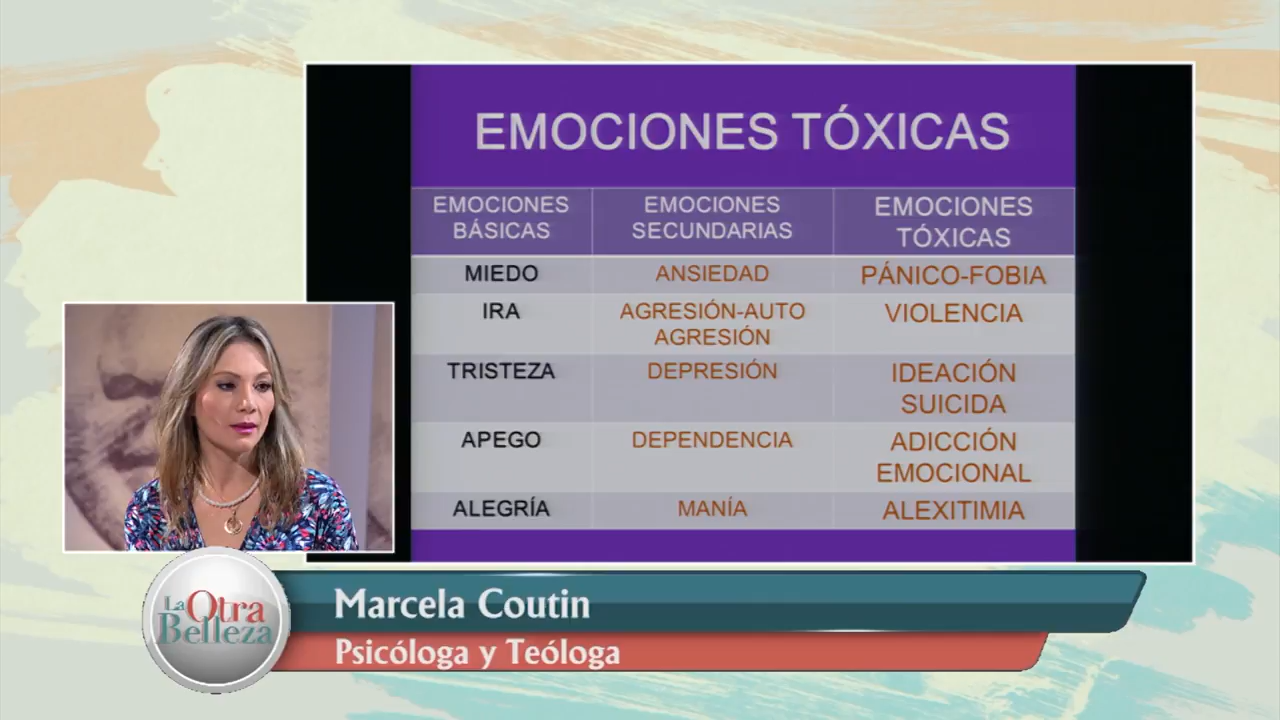 EMOCIONES TÓXICAS
EMOCIONES BÁSICAS
EMOCIONES SECUNDARIAS
EMOCIONES TÓXICAS
MIEDO
ANSIEDAD
PÁNICO-FOBIA
IRA
AGRESIÓN-AUTO
AGRESIÓN
VIOLENCIA
TRISTEZA
DEPRESIÓN
IDEACIÓN
SUICIDA
APEGO
DEPENDENCIA
ADICCIÓN
EMOCIONAL
ALEGRÍA
MANÍA
ALEXITIMIA
La Otra
Belleza
Marcela Coutin
Psicóloga y Teóloga